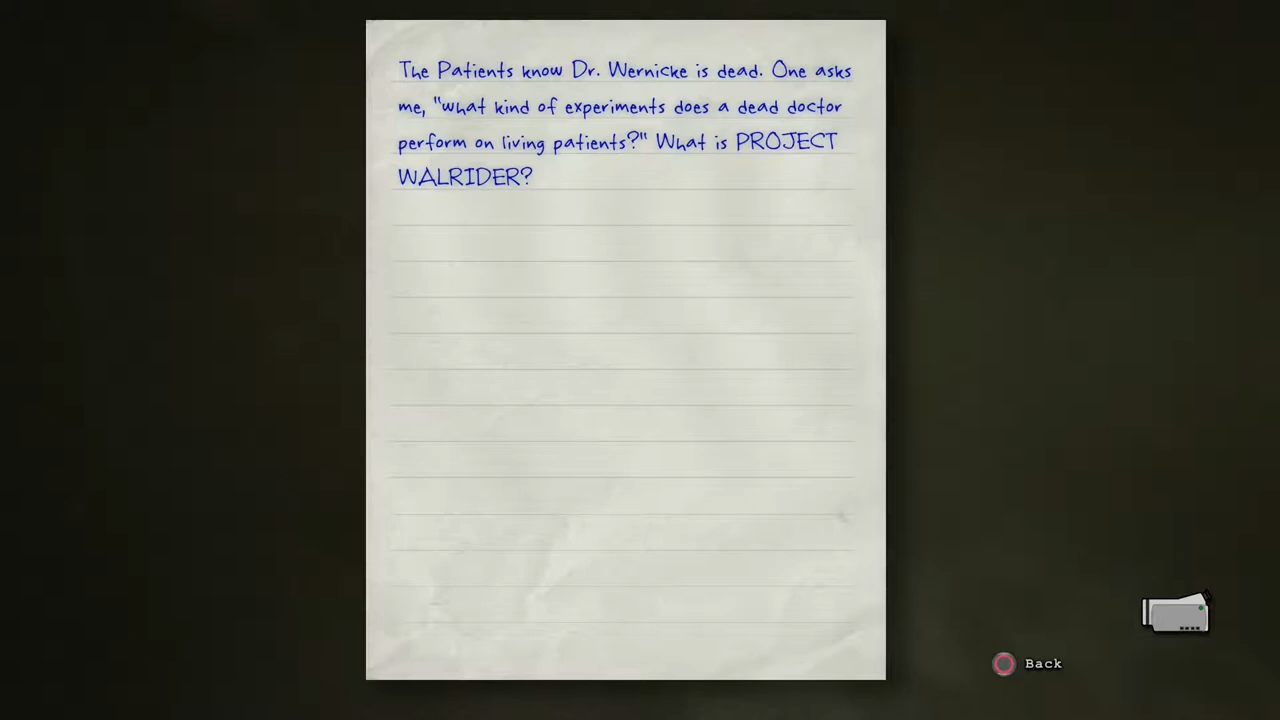 The Patients know Dr. Wernicke is dead. One asks
me, "what kind of experiments does a dead doctor
perform on living patients?" What is PROJECT
WALRIDER?
Back